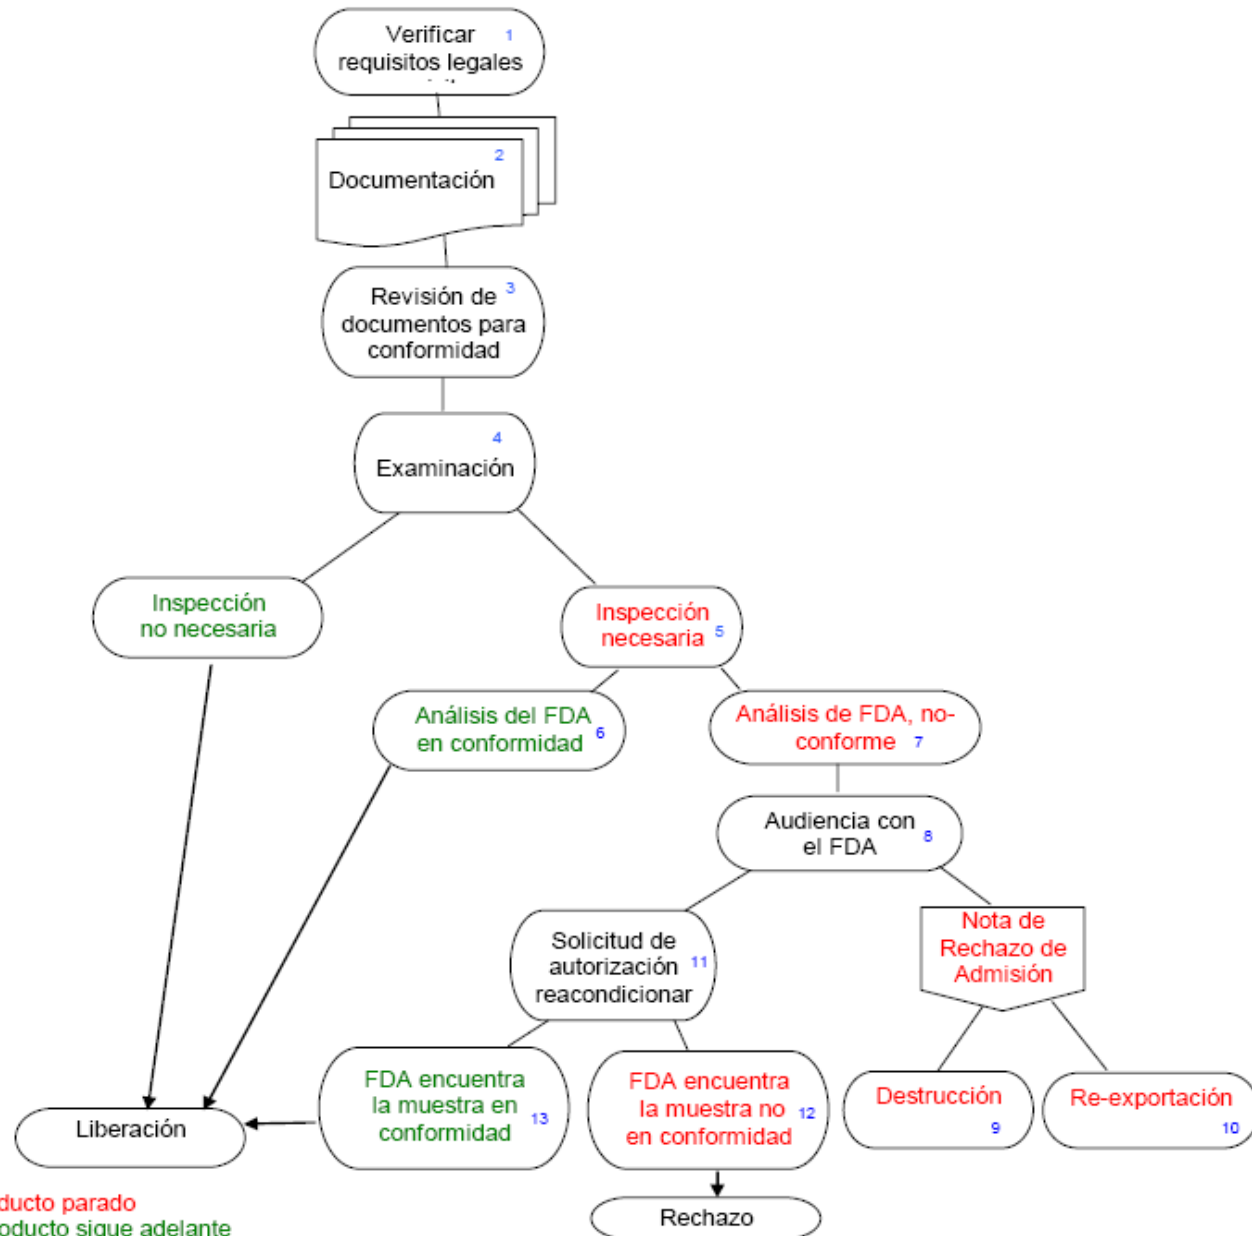 Verificar 1
requisitos legales
2
Documentación
Revisión de 3
documentos para
conformidad
4
Examinación
Inspección
no necesaria
Inspección
necesaria 5
Análisis del FDA
en conformidad 6
Análisis de FDA, no-
conforme 7
Audiencia con
el FDA 8
Solicitud de
autorización 11
reacondicionar
Nota de
Rechazo de
Admisión
FDA encuentra
la muestra en
conformidad 13
FDA encuentra
la muestra no 12
en conformidad
Destrucción
9
Re-exportación
10
Liberación
Rechazo
ducto parado
oducto sigue adelante